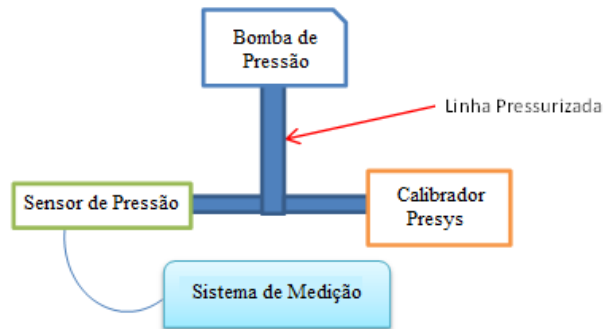 Bomba de
Pressão
Linha Pressurizada
Sensor de Pressão
Calibrador
Presys
Sistema de Medição